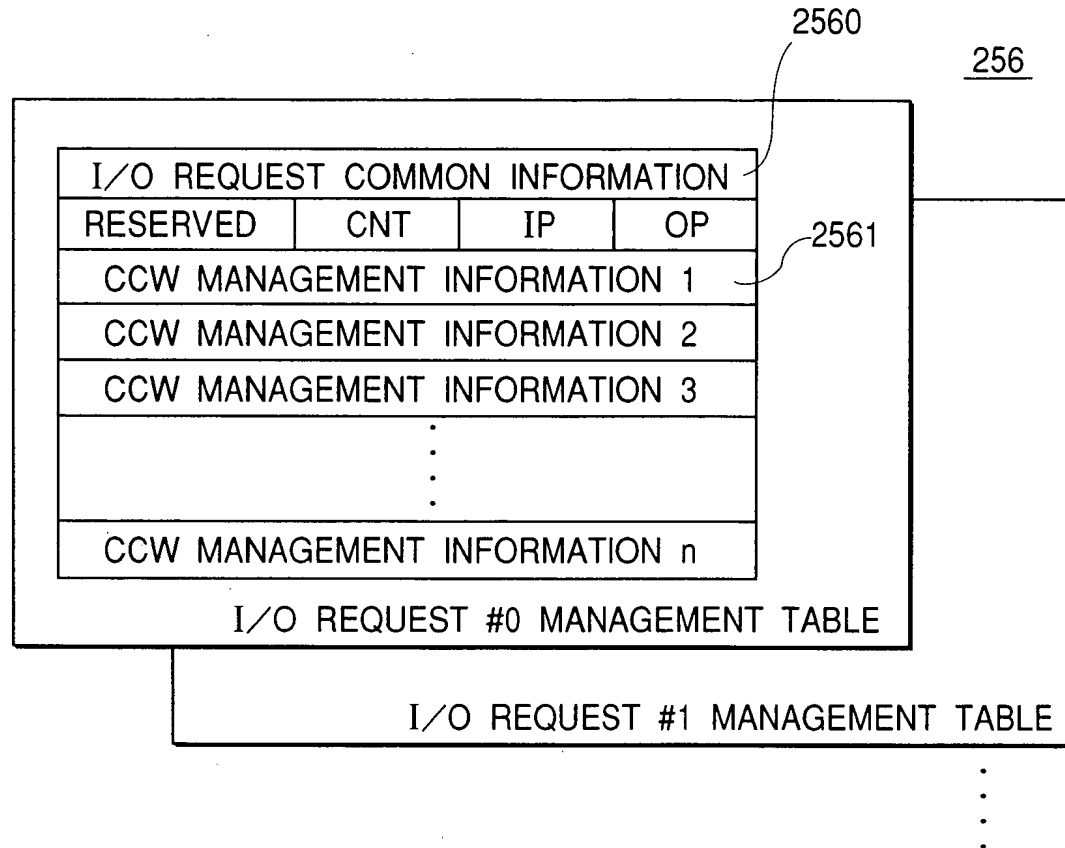 2560
256
I/O REQUEST COMMON INFORMATION
RESERVED CNT IP OP
2561
CCW MANAGEMENT INFORMATION 1
CCW MANAGEMENT INFORMATION 2
CCW MANAGEMENT INFORMATION 3
CCW MANAGEMENT INFORMATION n
I/O REQUEST #0 MANAGEMENT TABLE
I/O REQUEST #1 MANAGEMENT TABLE